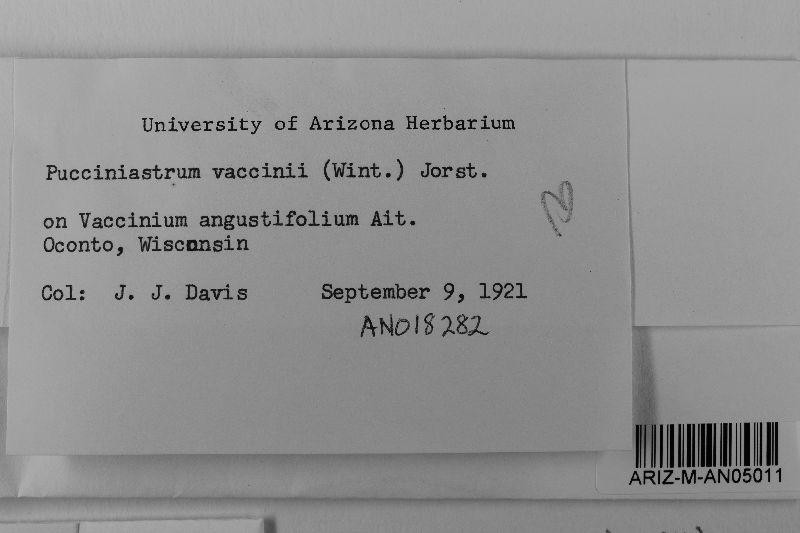 University of Arizona Herbarium
Pucciniastrum vaccinii (Wint.) Jorst.
on Vaccinium angustifolium Ait.
Oconto, Wisconsin
Col: J. J. Davis September 9, 1921
AN018282
ARIZ-M-AN05011